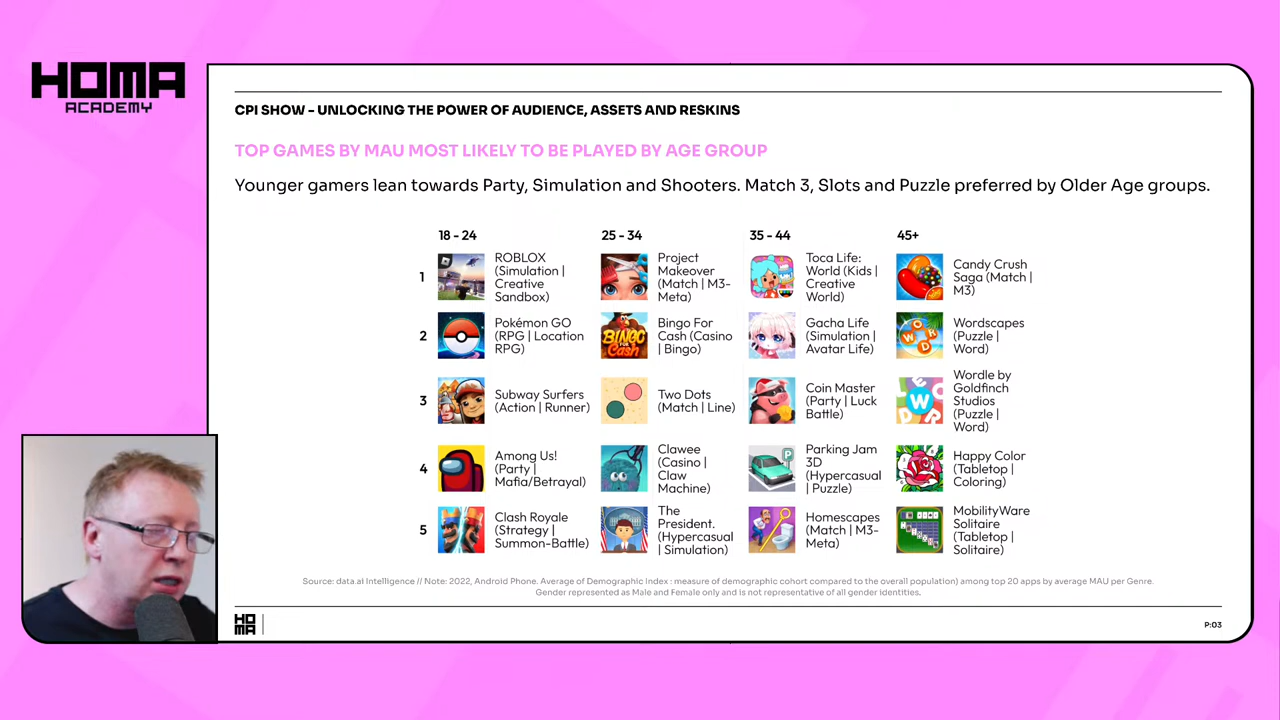 HOMA
ACADEMY
CPI SHOW – UNLOCKING THE POWER OF AUDIENCE, ASSETS AND RESKINS
TOP GAMES BY MAU MOST LIKELY TO BE PLAYED BY AGE GROUP
Younger gamers lean towards Party, Simulation and Shooters. Match 3, Slots and Puzzle preferred by Older Age groups.
18 - 24
25 - 34
35 - 44
45+
1
ROBLOX
(Simulation |
Creative
Sandbox)
Project
Makeover
(Match | M3-
Meta)
Toca Life:
World (Kids |
Creative
World)
Candy Crush
Saga (Match |
M3)
2
Pokémon GO
(RPG | Location
RPG)
BINGO
FOR
Cash
Bingo For
Cash (Casino
| Bingo)
Gacha Life
(Simulation |
Avatar Life)
Wordscapes
(Puzzle |
Word)
3
Subway Surfers
(Action | Runner)
Two Dots
(Match | Line)
Coin Master
(Party | Luck
Battle)
W
Wordle by
Goldfinch
Studios
(Puzzle |
Word)
4
Among Us!
(Party |
Mafia/Betrayal)
Clawee
(Casino |
Claw
Machine)
P
Parking Jam
3D
(Hypercasual
| Puzzle)
Happy Color
(Tabletop |
Coloring)
5
Clash Royale
(Strategy |
Summon-Battle)
The
President.
(Hypercasual
| Simulation)
Homescapes
(Match | M3-
Meta)
MobilityWare
Solitaire
(Tabletop |
Solitaire)
Source: data.ai Intelligence // Note: 2022, Android Phone. Average of Demographic Index : measure of demographic cohort compared to the overall population) among top 20 apps by average MAU per Genre.
Gender represented as Male and Female only and is not representative of all gender identities.
HO
MA
P:03